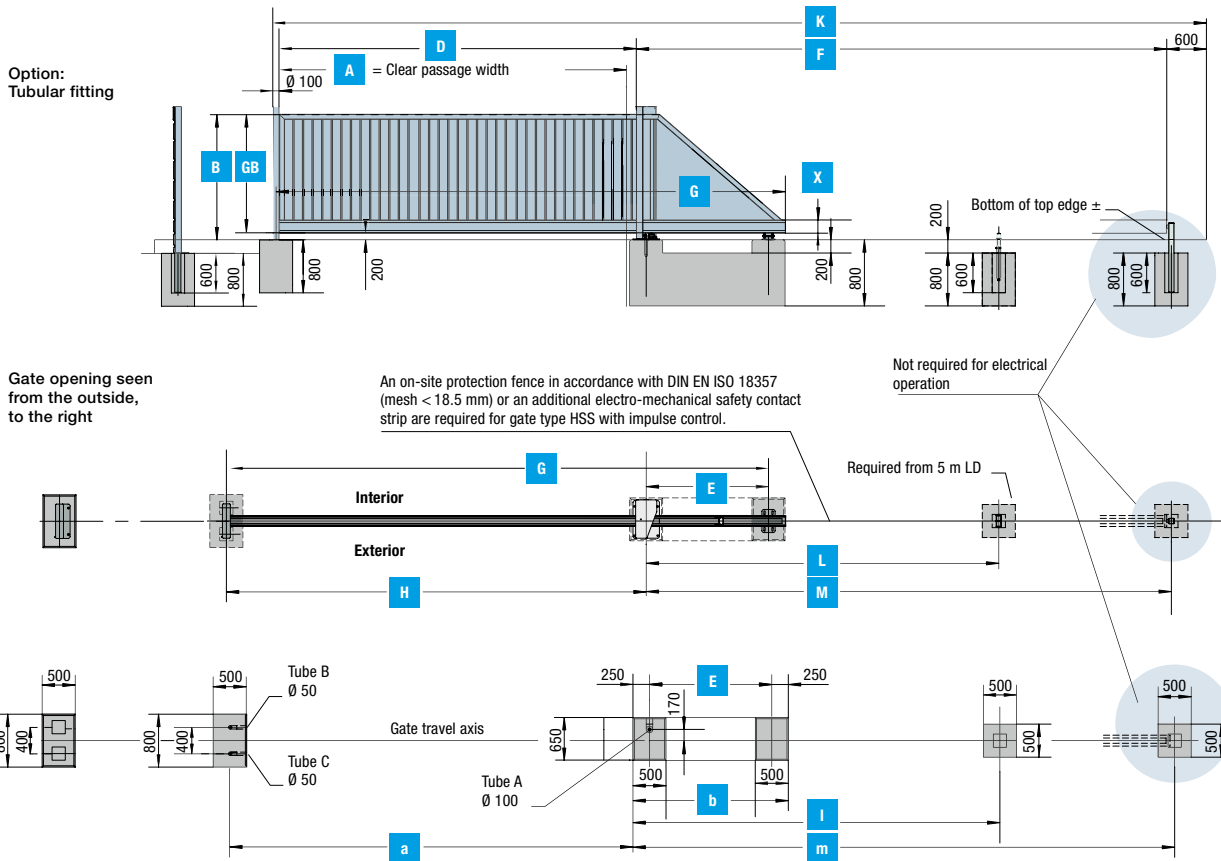 K
D
F
600
Option:
Tubular fitting
A = Clear passage width
Ø 100
B
GB
G
X
Bottom of top edge ±
200
600
800
800
200
200
800
800
600
800
600
Gate opening seen
from the outside,
to the right
An on-site protection fence in accordance with DIN EN ISO 18357
(mesh < 18.5 mm) or an additional electro-mechanical safety contact
strip are required for gate type HSS with impulse control.
Not required for electrical
operation
G
Required from 5 m LD
E
Interior
Exterior
L
H
M
500
500
Tube B
Ø 50
250
E
250
500
500
170
400
800
400
Gate travel axis
650
500
500
Tube C
Ø 50
Tube A
Ø 100
500
500
b
l
a
m